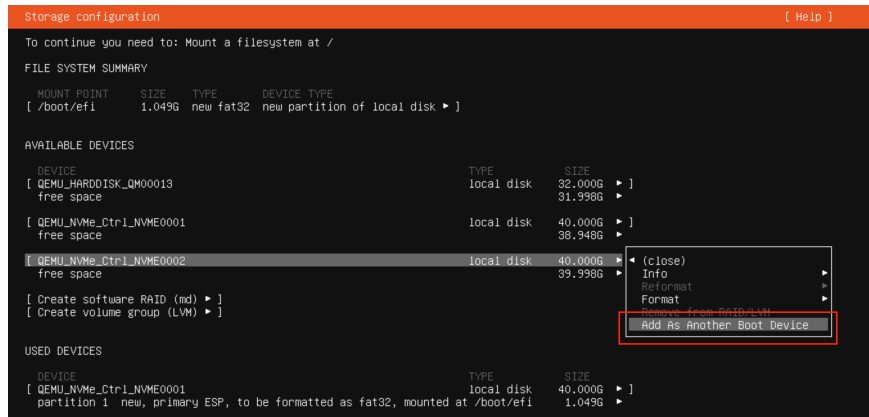 Storage configuration [ Help ]
To continue you need to: Mount a filesystem at /
FILE SYSTEM SUMMARY
MOUNT POINT SIZE TYPE DEVICE TYPE
[ /boot/efi 1.049G new fat32 new partition of local disk ▸ ]
AVAILABLE DEVICES
DEVICE TYPE SIZE
[ QEMU_HARDDISK_QM00013 local disk 32.000G ▸ ]
free space 31.998G ▸
[ QEMU_NVMe_Ctrl_NVME0001 local disk 40.000G ▸ ]
free space 38.948G ▸
[ QEMU_NVMe_Ctrl_NVME0002 local disk 40.000G ▸
free space 39.998G ▸
◂ (close)
Info ▸
Reformat ▸
Format ▸
Remove from RAID/LVM
Add As Another Boot Device
[ Create software RAID (md) ▸ ]
[ Create volume group (LVM) ▸ ]
USED DEVICES
DEVICE TYPE SIZE
[ QEMU_NVMe_Ctrl_NVME0001 local disk 40.000G ▸ ]
partition 1 new, primary ESP, to be formatted as fat32, mounted at /boot/efi 1.049G ▸